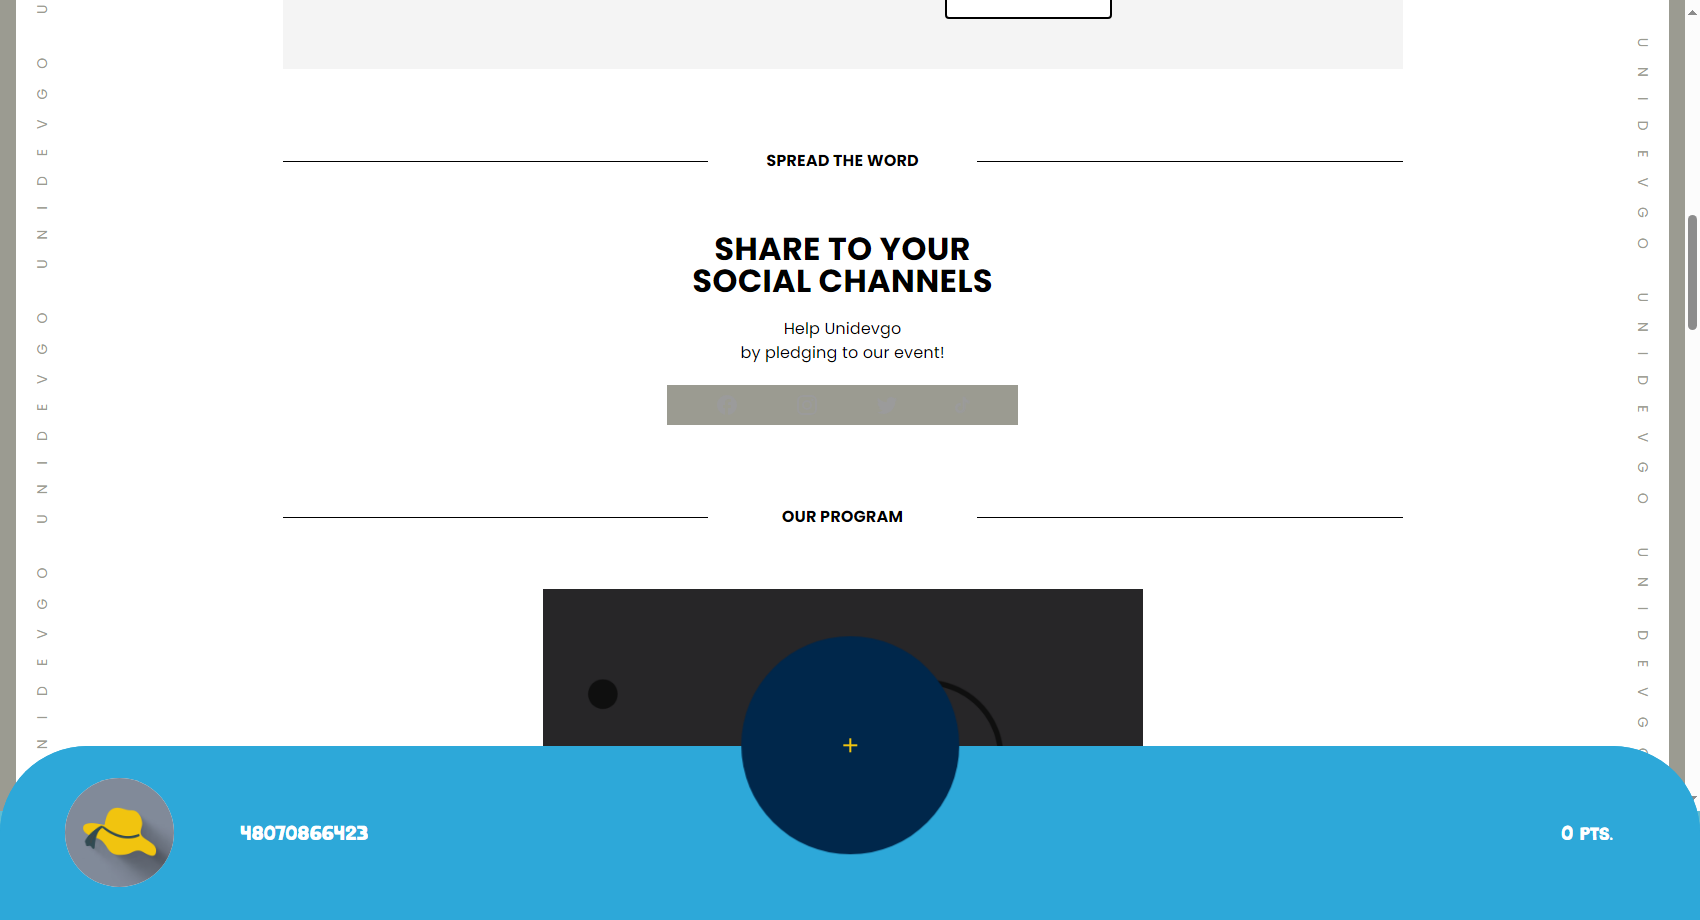 SPREAD THE WORD
SHARE TO YOUR
SOCIAL CHANNELS
Help Unidevgo
by pledging to our event!
OUR PROGRAM
+
48070866423
0 PTS.
U N I D E V G O U N I D E V G O U N I D E V G O U
U N I D E V G O U N I D E V G O U N I D E V G O